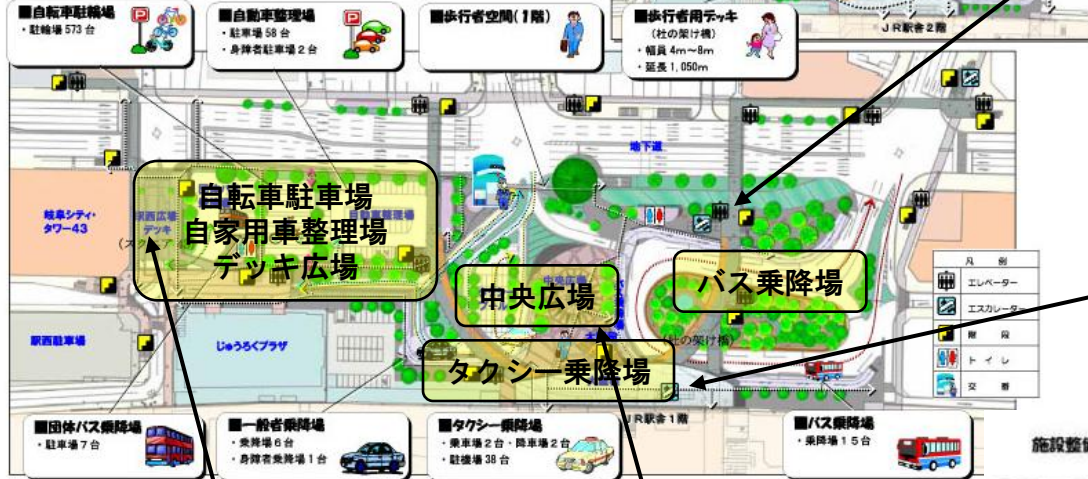 ■自転車駐輪場
・駐輪場 573 台
■自動車整理場
・駐車場 58 台
・身障者駐車場 2 台
■歩行者空間(1階)
■歩行者用デッキ
(杜の架け橋)
・幅員 4m～8m
・延長 1,050m
JR駅舎2階
地下道
岐阜シティ・
タワー43
駅西広場
デッキ
自転車駐車場
自家用車整理場
デッキ広場
中央広場
バス乗降場
タクシー乗降場
(杜の架け橋)
駅西駐車場
じゅうろくプラザ
凡 例
エレベーター
エスカレーター
階 段
トイレ
交 番
JR駅舎1階
■団体バス乗降場
・駐車場 7 台
■一般車乗降場
・乗降場 6 台
・身障者乗降場 1 台
■タクシー乗降場
・乗車場 2 台・降車場 2 台
・駐機場 38 台
■バス乗降場
・乗降場 15 台
施設整備